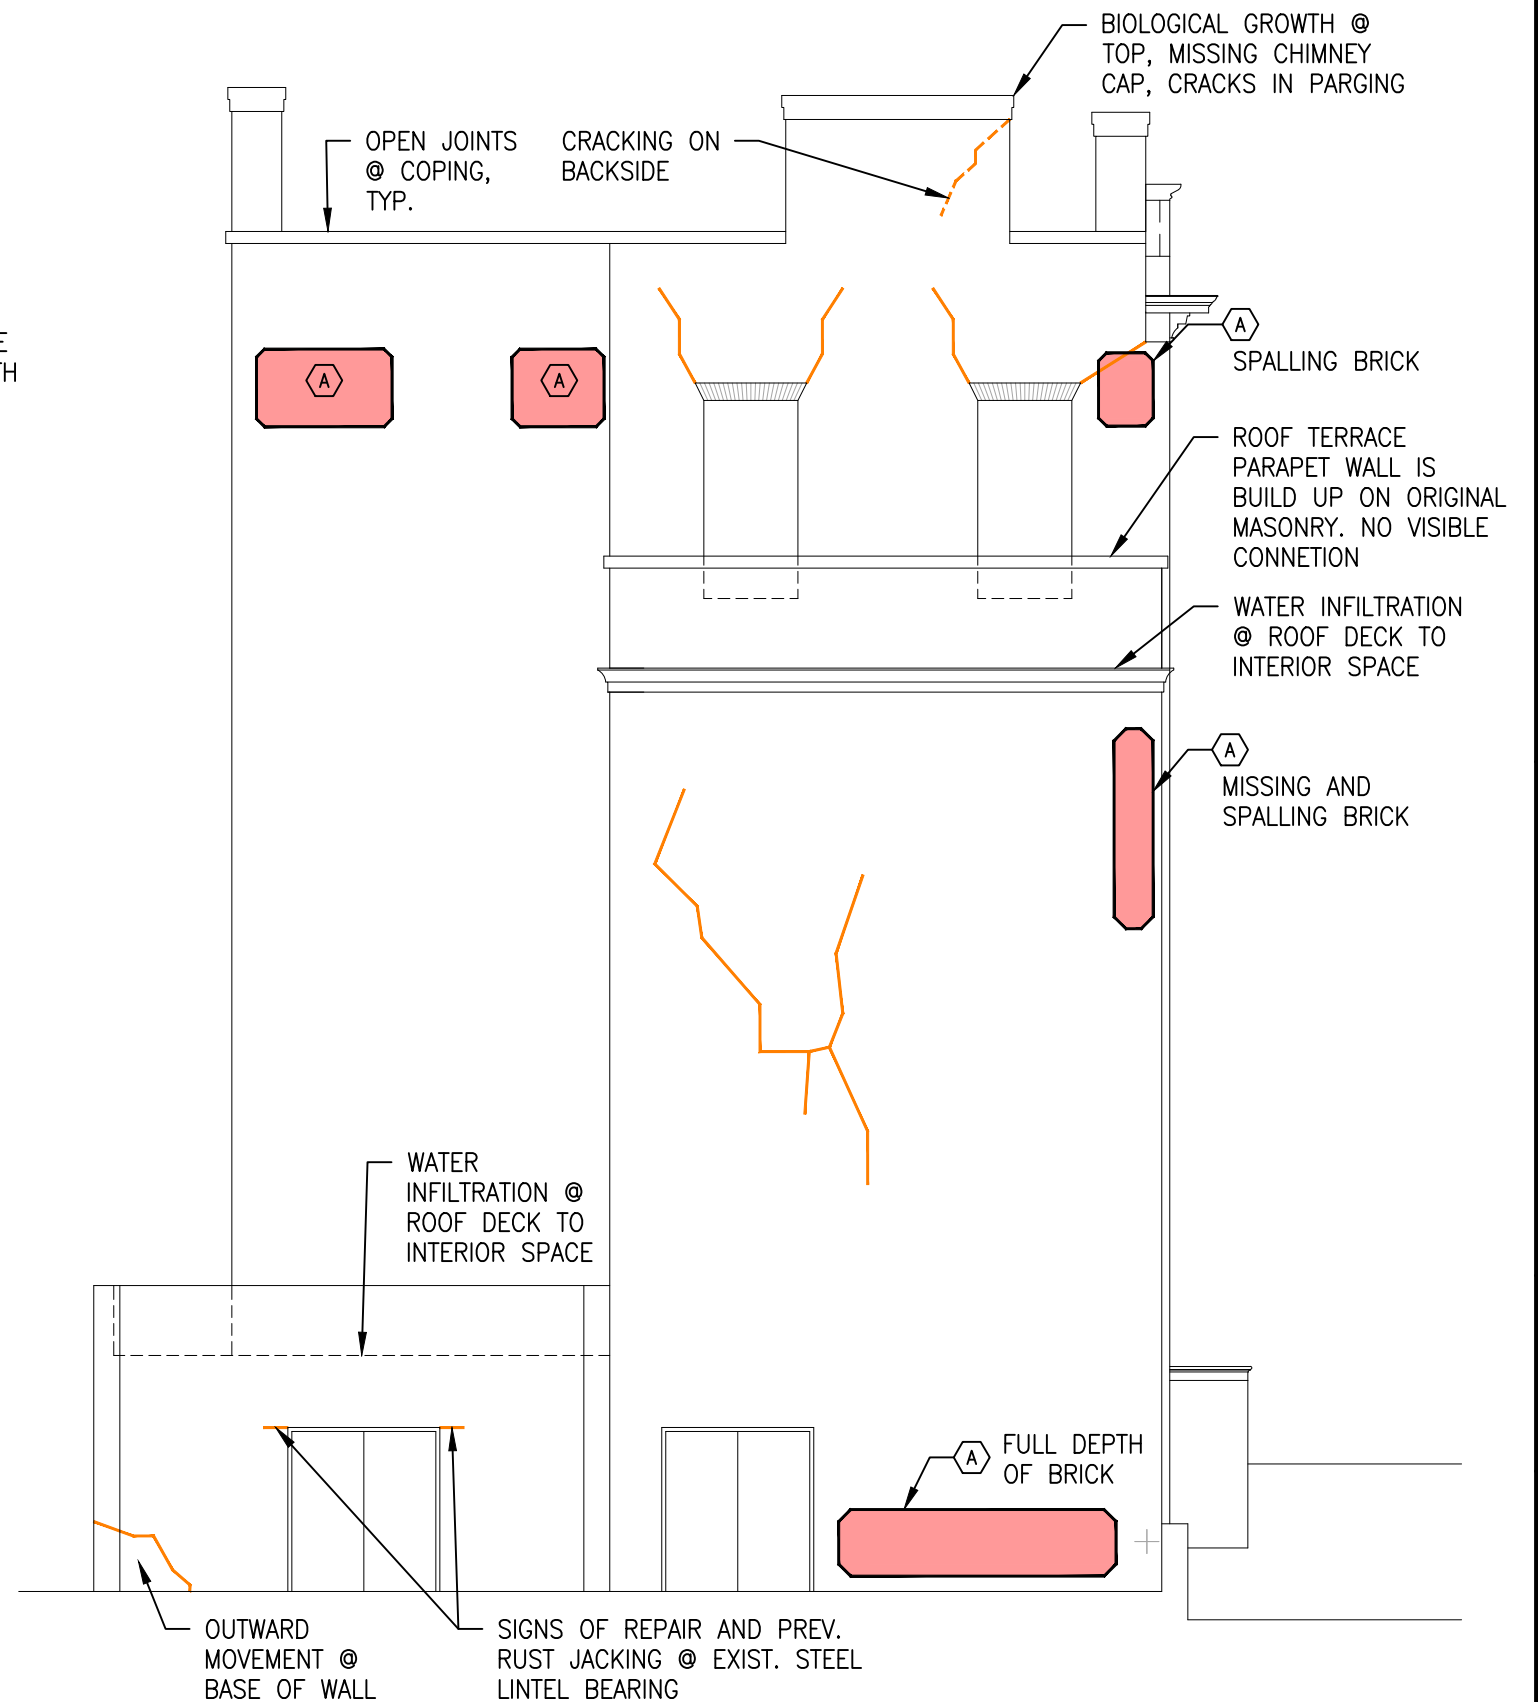 BIOLOGICAL GROWTH @
TOP, MISSING CHIMNEY
CAP, CRACKS IN PARGING
OPEN JOINTS
@ COPING,
TYP.
CRACKING ON
BACKSIDE
E
TH
A
A
A
SPALLING BRICK
ROOF TERRACE
PARAPET WALL IS
BUILD UP ON ORIGINAL
MASONRY. NO VISIBLE
CONNETION
WATER INFILTRATION
@ ROOF DECK TO
INTERIOR SPACE
A
MISSING AND
SPALLING BRICK
WATER
INFILTRATION @
ROOF DECK TO
INTERIOR SPACE
A
FULL DEPTH
OF BRICK
OUTWARD
MOVEMENT @
BASE OF WALL
SIGNS OF REPAIR AND PREV.
RUST JACKING @ EXIST. STEEL
LINTEL BEARING